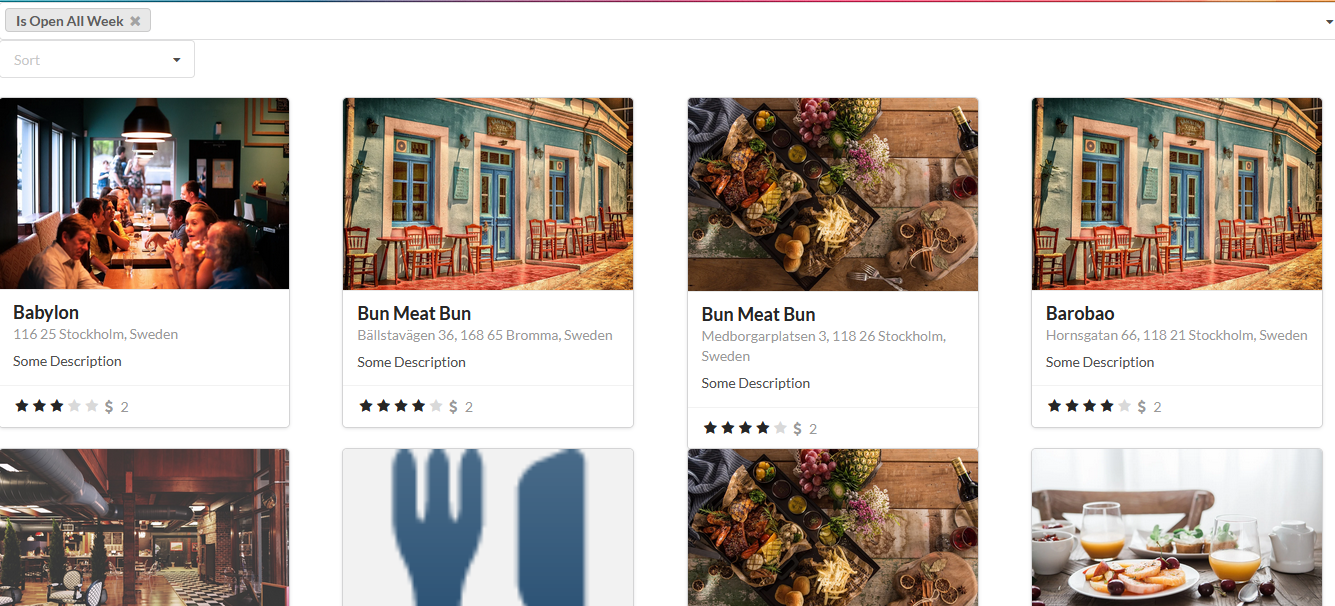 Is Open All Week ✖
Sort
Babylon
116 25 Stockholm, Sweden
Some Description
$ 2
Bun Meat Bun
Bällstavägen 36, 168 65 Bromma, Sweden
Some Description
$ 2
Bun Meat Bun
Medborgarplatsen 3, 118 26 Stockholm,
Sweden
Some Description
$ 2
Barobao
Hornsgatan 66, 118 21 Stockholm, Sweden
Some Description
$ 2